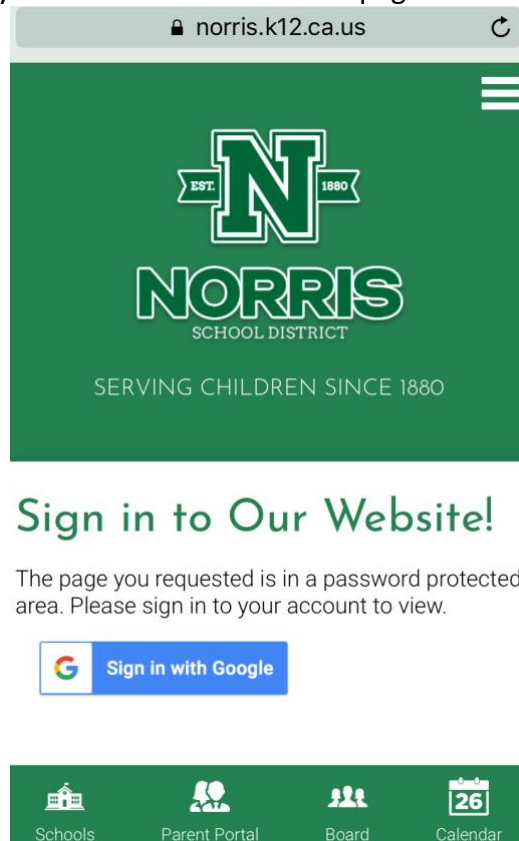 norris.k12.ca.us
EST. N 1880
NORRIS
SCHOOL DISTRICT
SERVING CHILDREN SINCE 1880
Sign in to Our Website!
The page you requested is in a password protected
area. Please sign in to your account to view.
G Sign in with Google
26
Schools Parent Portal Board Calendar